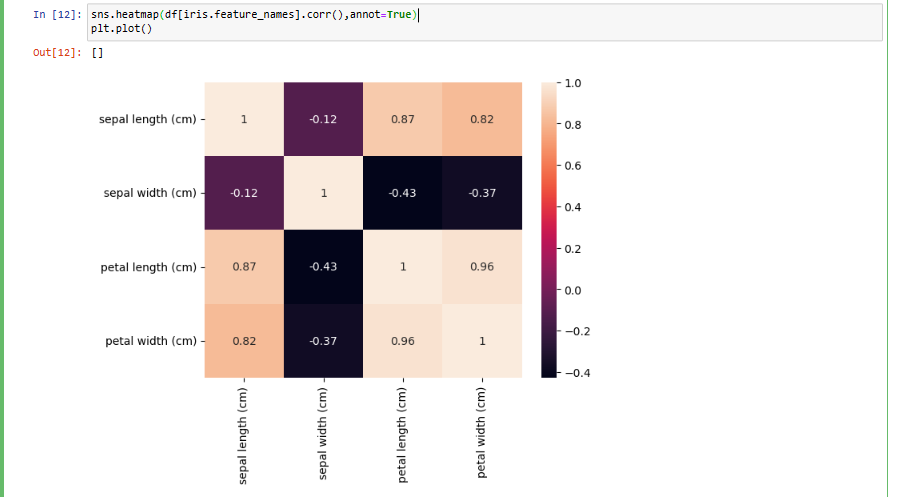 In [12]: sns.heatmap(df[iris.feature_names].corr(),annot=True)
plt.plot()
Out[12]: []
1.0
sepal length (cm) 1 -0.12 0.87 0.82
0.8
0.6
sepal width (cm) -0.12 1 -0.43 -0.37
0.4
0.2
petal length (cm) 0.87 -0.43 1 0.96
0.0
−0.2
petal width (cm) 0.82 -0.37 0.96 1
−0.4
sepal length (cm)
sepal width (cm)
petal length (cm)
petal width (cm)